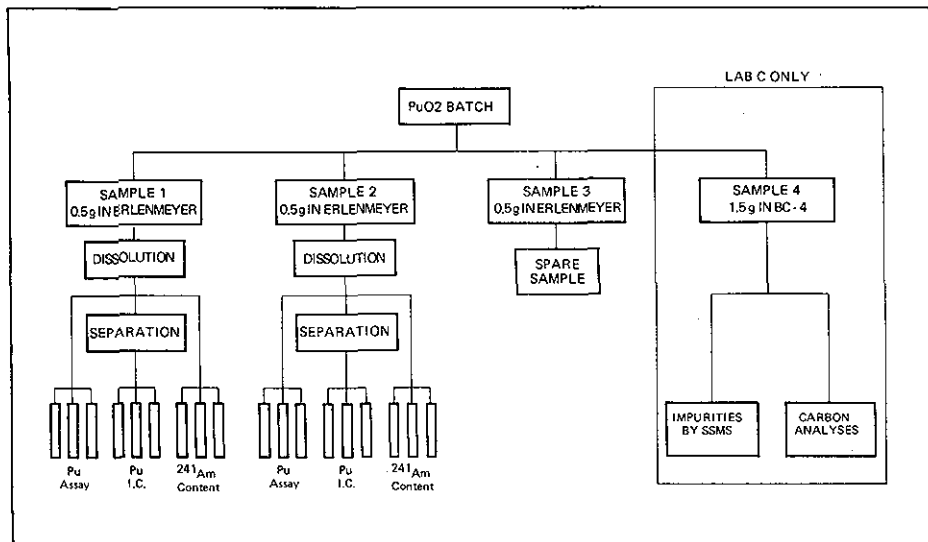 LAB C ONLY
PuO2 BATCH
SAMPLE 1
0.5g IN ERLENMEYER
SAMPLE 2
0.5g IN ERLENMEYER
SAMPLE 3
0.5g IN ERLENMEYER
SAMPLE 4
1.5g IN BC-4
DISSOLUTION
DISSOLUTION
SPARE
SAMPLE
SEPARATION
SEPARATION
IMPURITIES
BY SSMS
CARBON
ANALYSES
Pu
Assay
Pu
I.C.
241Am
Content
Pu
Assay
Pu
I.C.
241Am
Content